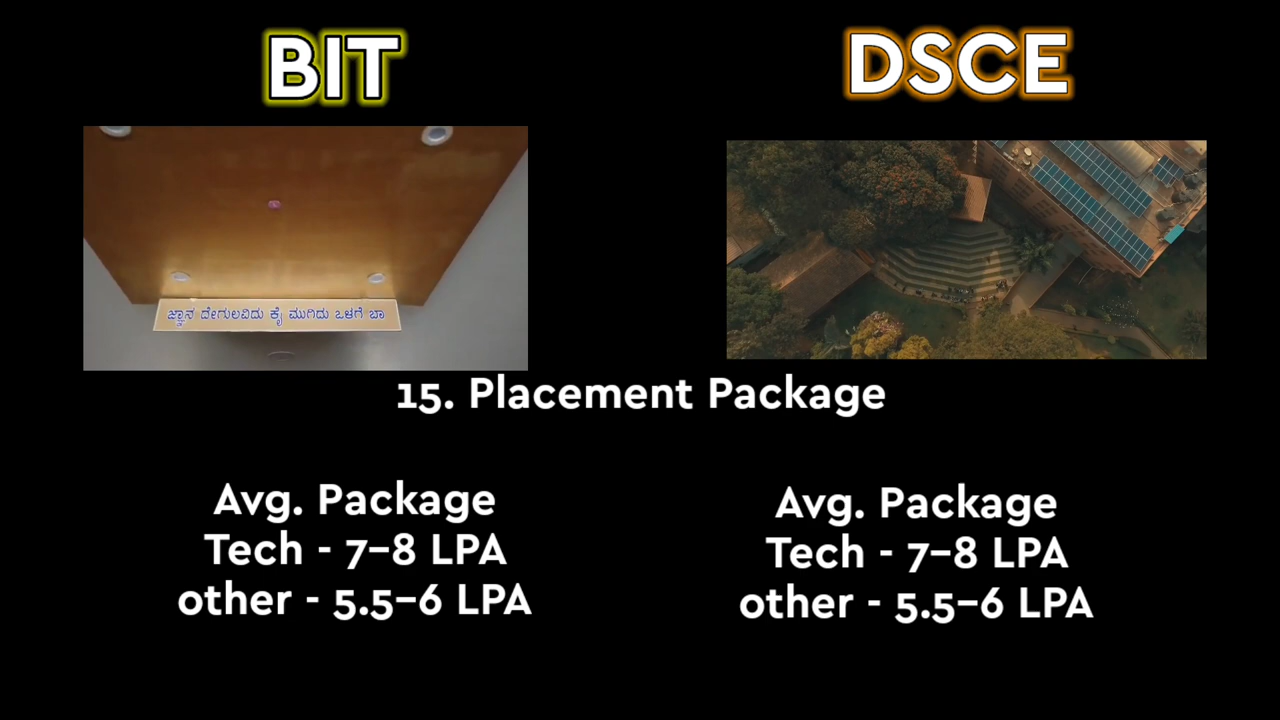 BIT
DSCE
ಜ್ಞಾನ ದೇಗುಲವಿದು ಕೈ ಮುಗಿದು ಒಳಗೆ ಬಾ
15. Placement Package
Avg. Package
Tech - 7-8 LPA
other - 5.5-6 LPA
Avg. Package
Tech - 7-8 LPA
other - 5.5-6 LPA